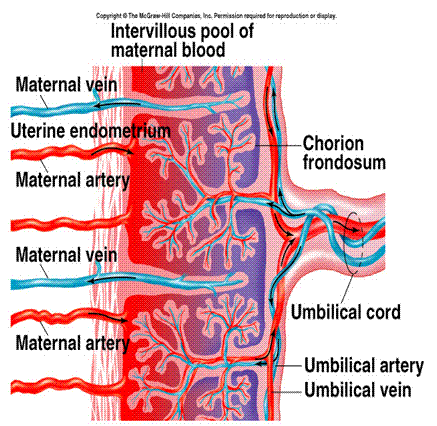 Copyright © The McGraw-Hill Companies, Inc. Permission required for reproduction or display.
Intervillous pool of
maternal blood
Maternal vein
Uterine endometrium
Maternal artery
Chorion
frondosum
Maternal vein
Umbilical cord
Maternal artery
Umbilical artery
Umbilical vein